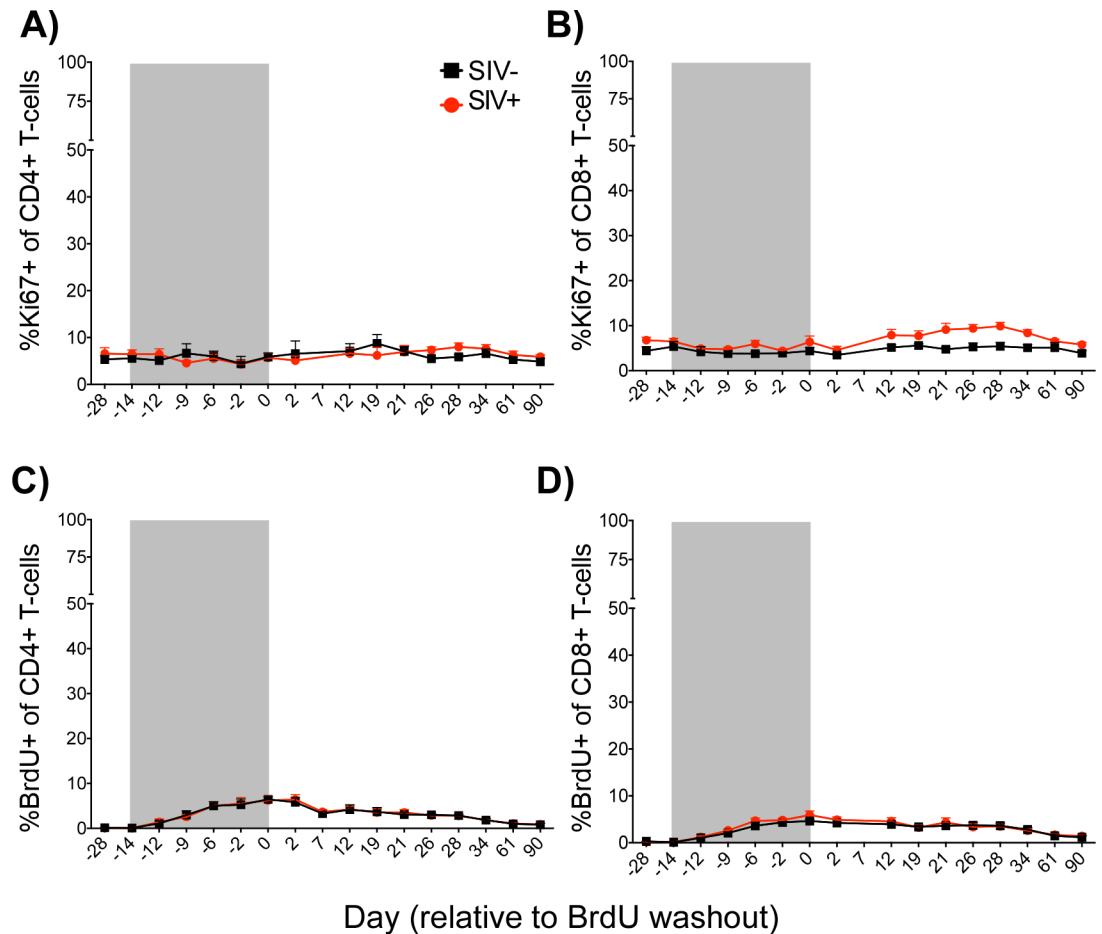 A)
%Ki67+ of CD4+ T-cells
100
75
50
40
30
20
10
0
SIV-
SIV+
-28 -14 -12 -9 -6 -2 0 2 7 12 19 21 26 28 34 61 90
B)
%Ki67+ of CD8+ T-cells
100
75
50
40
30
20
10
0
-28 -14 -12 -9 -6 -2 0 2 7 12 19 21 26 28 34 61 90
C)
%BrdU+ of CD4+ T-cells
100
75
50
40
30
20
10
0
-28 -14 -12 -9 -6 -2 0 2 7 12 19 21 26 28 34 61 90
D)
%BrdU+ of CD8+ T-cells
100
75
50
40
30
20
10
0
-28 -14 -12 -9 -6 -2 0 2 7 12 19 21 26 28 34 61 90
Day (relative to BrdU washout)